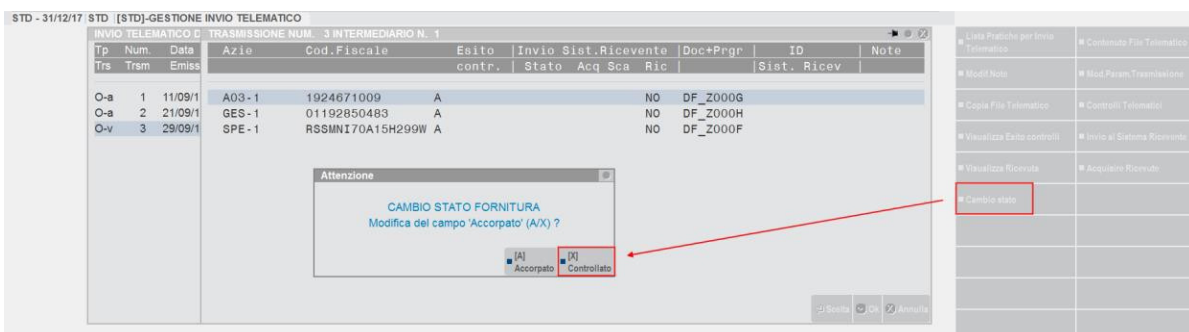 STD - 31/12/17 STD [STD]-GESTIONE INVIO TELEMATICO
INVIO TELEMATICO D TRASMISSIONE NUM. 3 INTERMEDIARIO N. 1
Tp Num. Data Azie Cod.Fiscale Esito |Invio Sist.Ricevente |Doc+Prgr | ID | Note
Trs Trsm Emiss contr. | Stato Acq Sca Ric | |Sist. Ricev |
O-a 1 11/09/1 A03-1 1924671009 A NO DF_Z000G
O-a 2 21/09/1 GES-1 01192850483 A NO DF_Z000H
O-v 3 29/09/1 SPE-1 RSSMNI70A15H299W A NO DF_Z000F
Attenzione
CAMBIO STATO FORNITURA
Modifica del campo 'Accorpato' (A/X) ?
[A] Accorpato
[X] Controllato
Scelta Ok Annulla
Lista Pratiche per Invio Telematico
Contenuto File Telematico
Modif.Note
Mod.Param.Trasmissione
Copia File Telematico
Controlli Telematici
Visualizza Esito controlli
Invio al Sistema Ricevente
Visualizza Ricevute
Acquisire Ricevute
Cambio stato